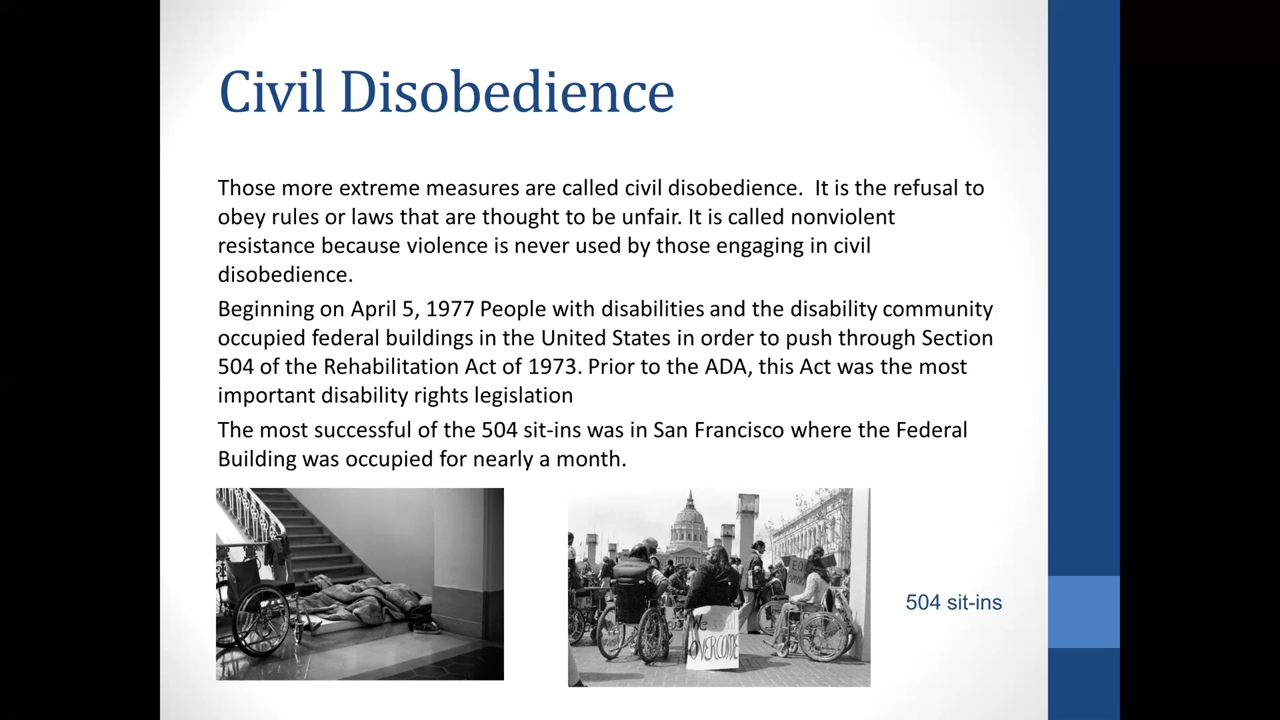 Civil Disobedience
Those more extreme measures are called civil disobedience.  It is the refusal to
obey rules or laws that are thought to be unfair. It is called nonviolent
resistance because violence is never used by those engaging in civil
disobedience.
Beginning on April 5, 1977 People with disabilities and the disability community
occupied federal buildings in the United States in order to push through Section
504 of the Rehabilitation Act of 1973. Prior to the ADA, this Act was the most
important disability rights legislation
The most successful of the 504 sit-ins was in San Francisco where the Federal
Building was occupied for nearly a month.
We
OVERCOME
504 sit-ins